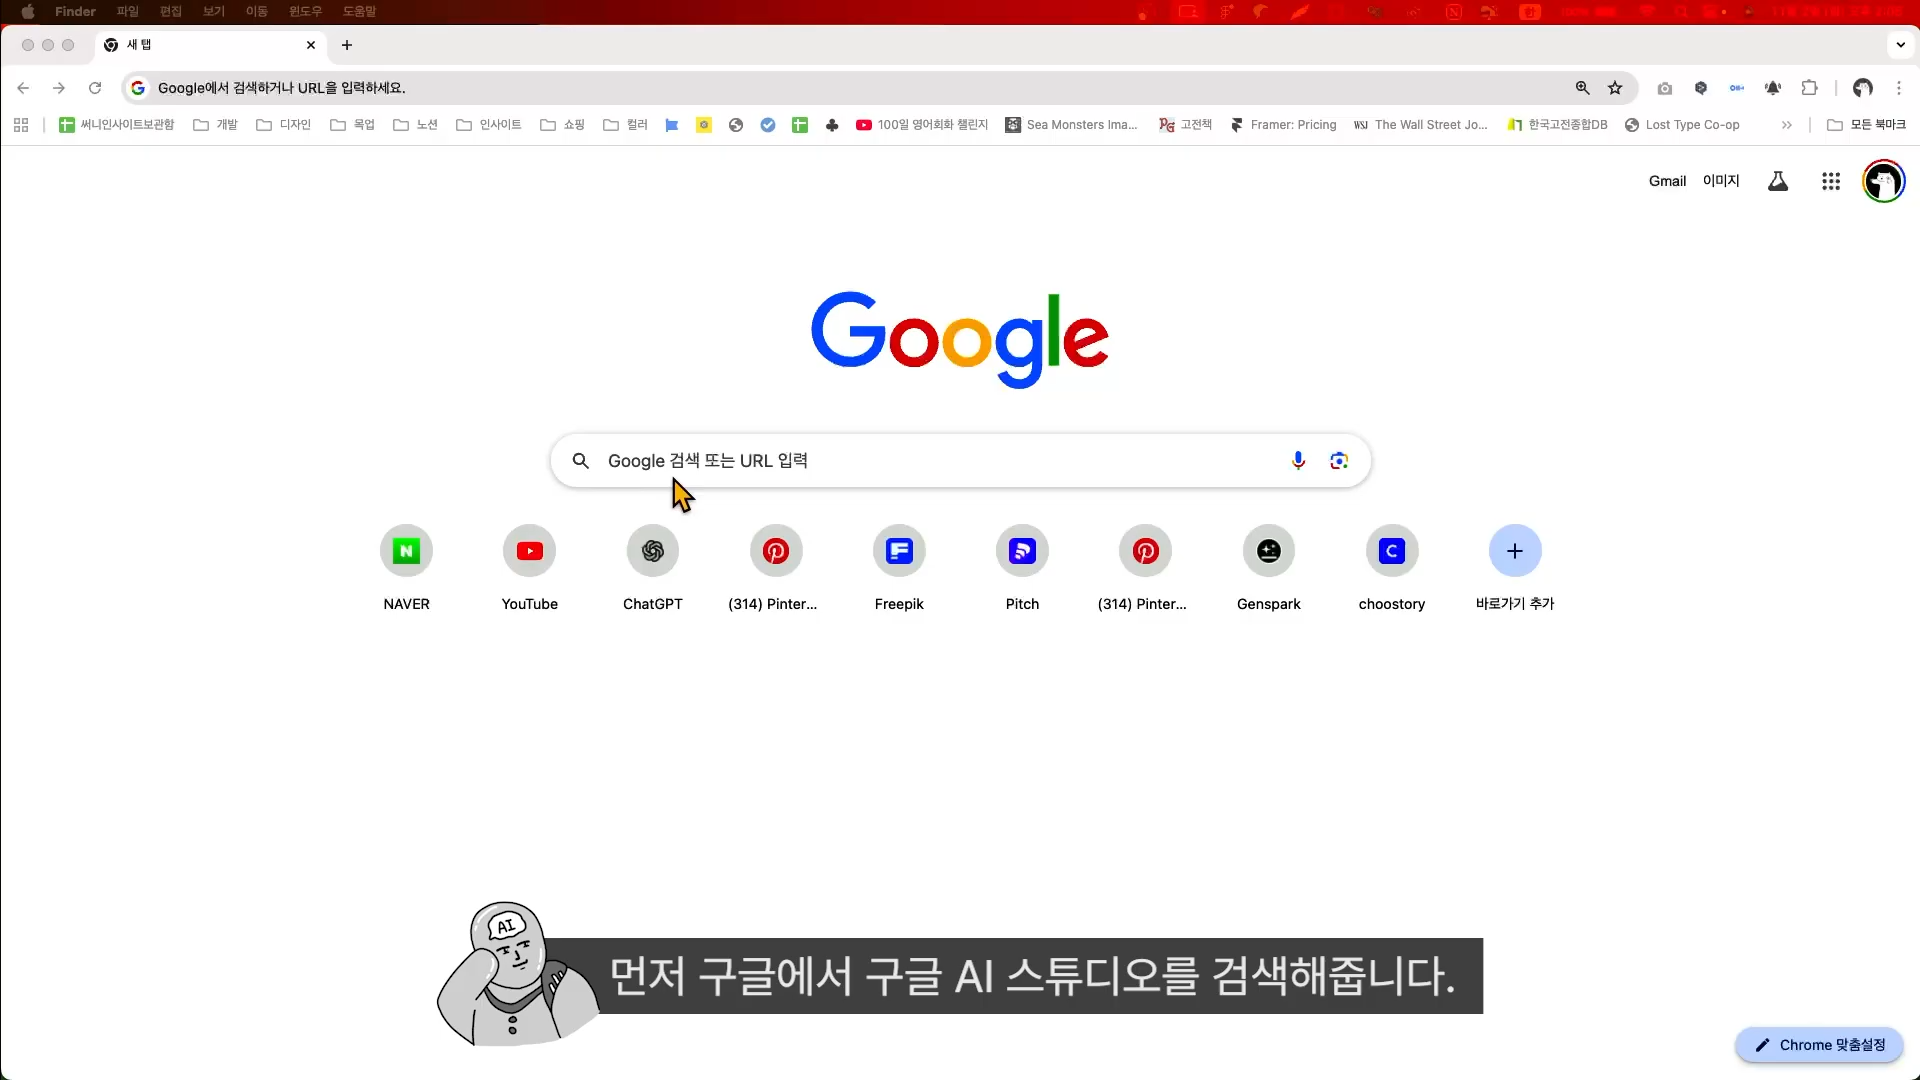 Finder 파일 편집 보기 이동 윈도우 도움말
새 탭
Google에서 검색하거나 URL을 입력하세요.
써니인사이트보관함 개발 디자인 목업 노션 인사이트 쇼핑 컬러 100일 영어회화 챌린지 Sea Monsters Ima... 고전책 Framer: Pricing WSJ The Wall Street Jo... 한국고전종합DB Lost Type Co-op 모든 북마크
Gmail 이미지
Google
Google 검색 또는 URL 입력
NAVER YouTube ChatGPT (314) Pinter... Freepik Pitch (314) Pinter... Genspark choostory 바로가기 추가
AI
먼저 구글에서 구글 AI 스튜디오를 검색해줍니다.
Chrome 맞춤설정